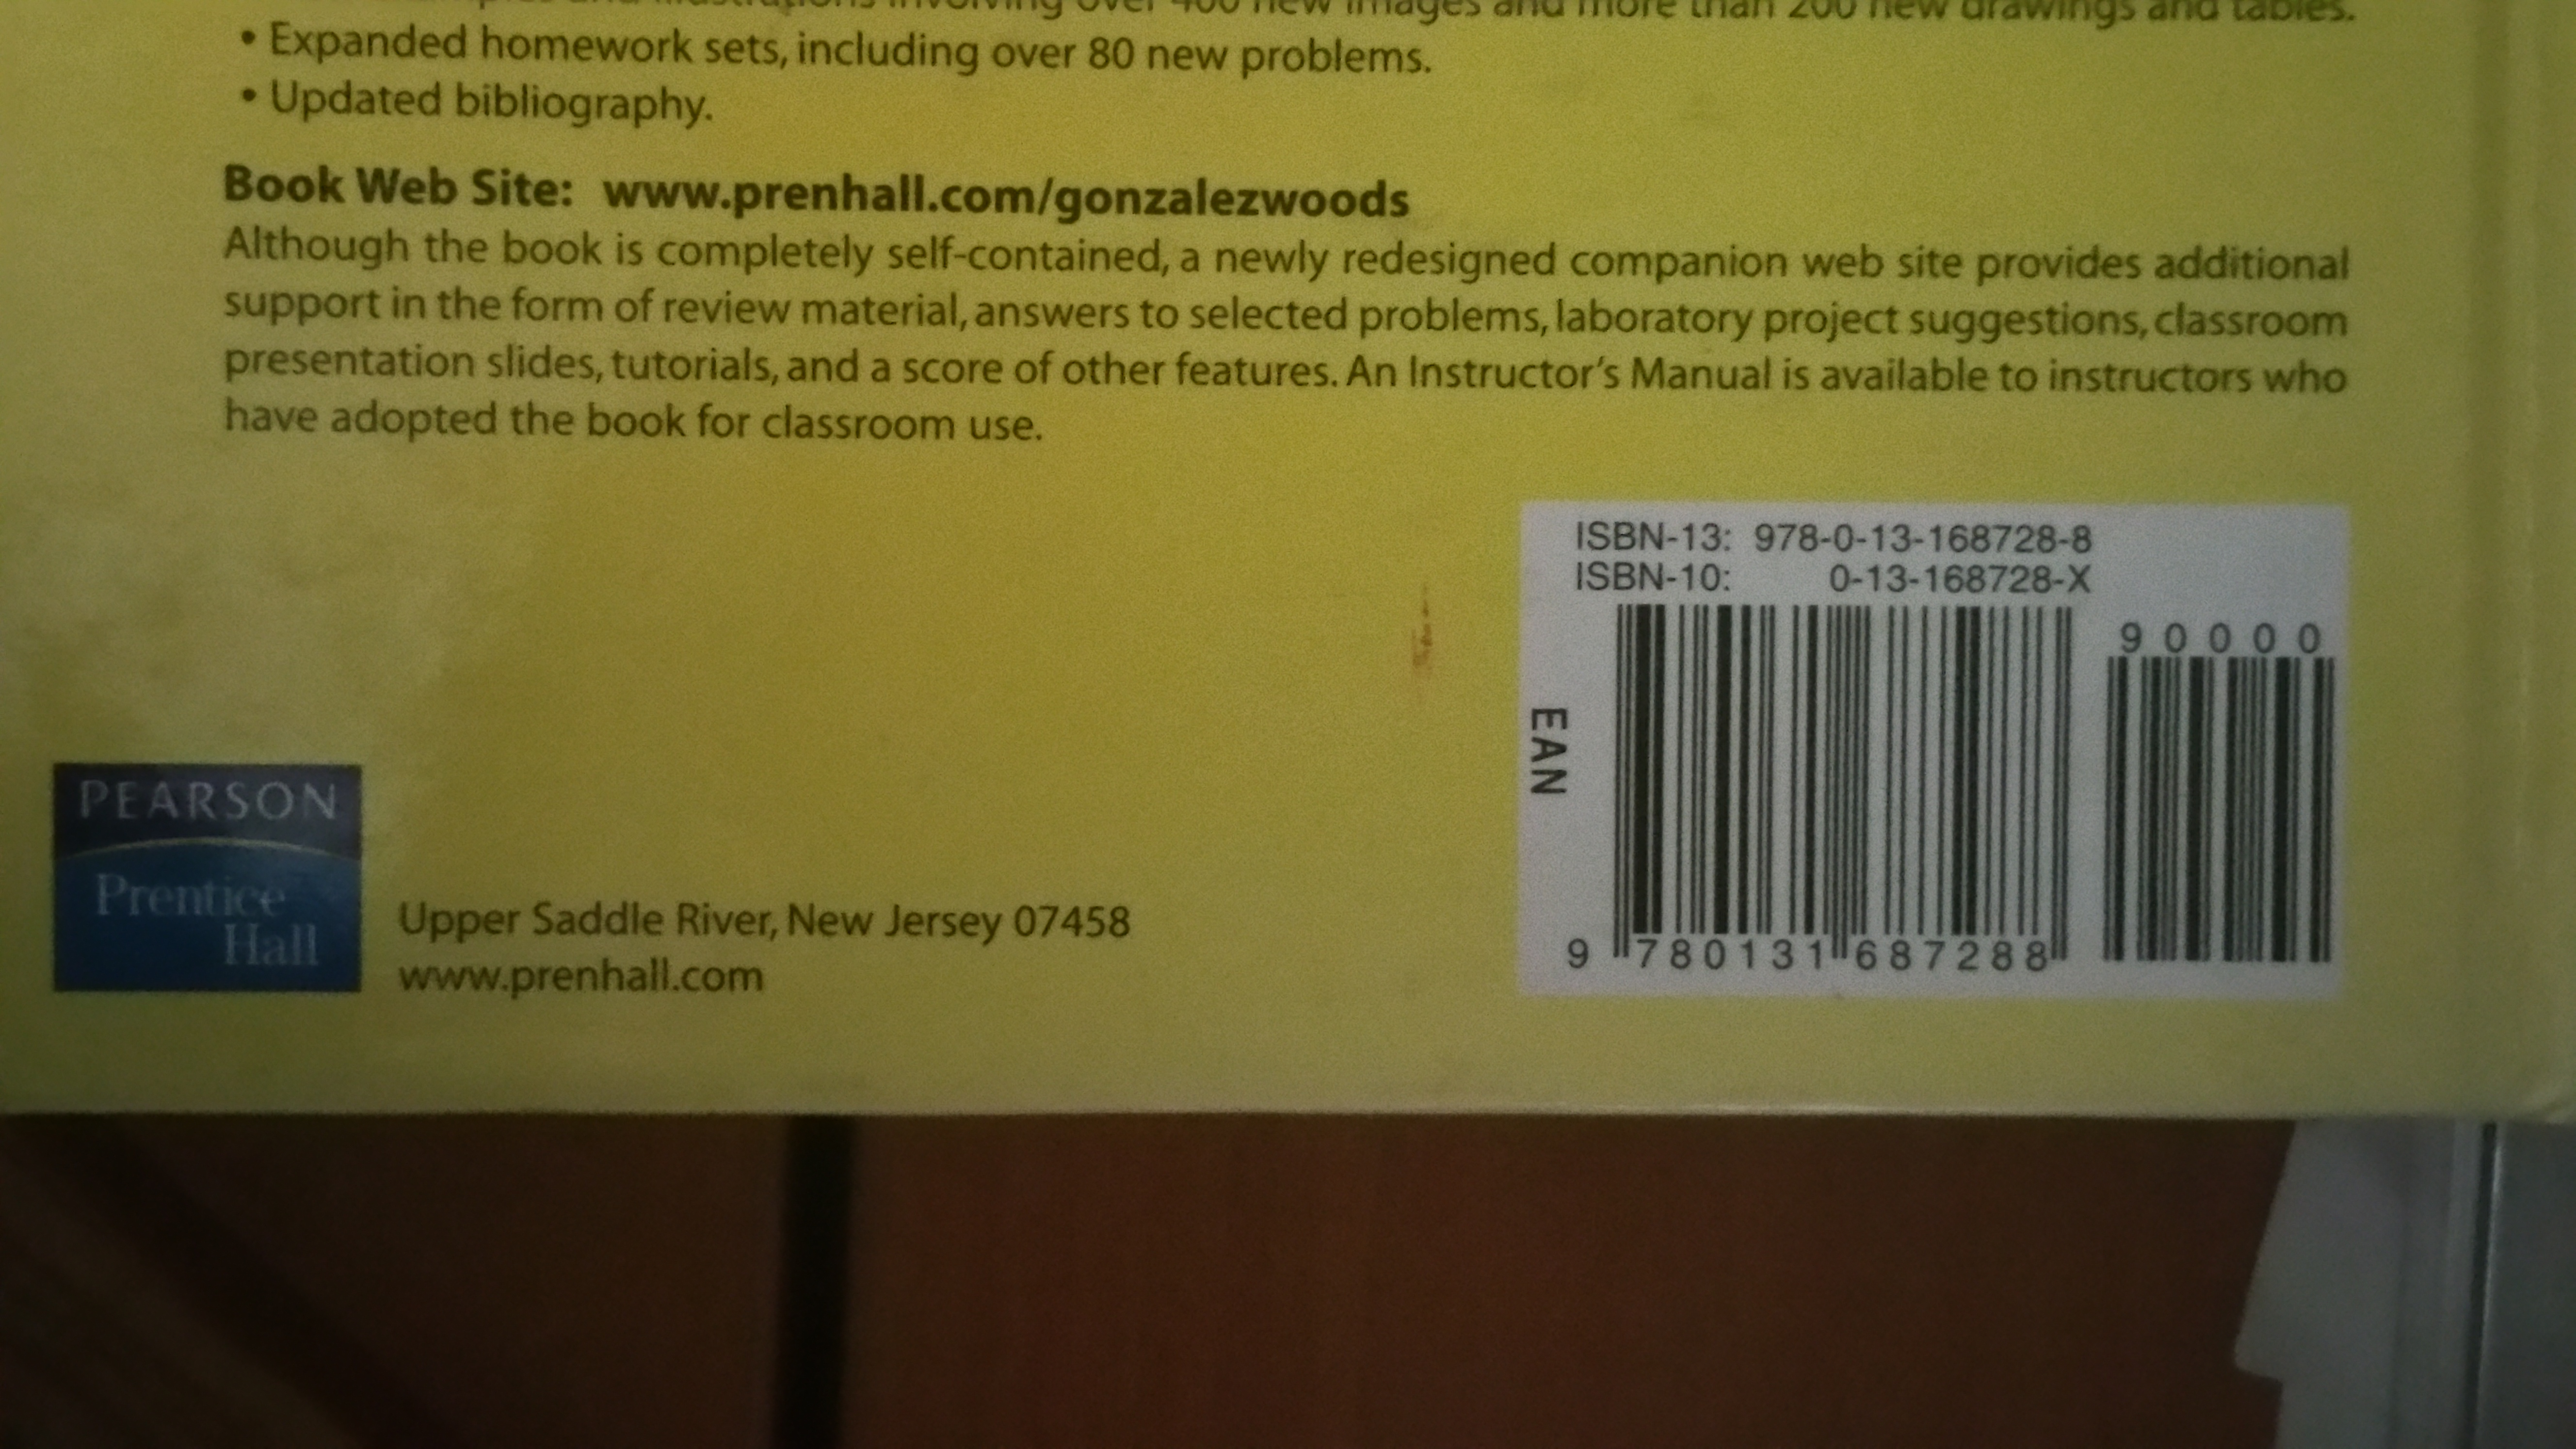 and illustrations involving over 400 new images and more than 200 new drawings and tables.
• Expanded homework sets, including over 80 new problems.
• Updated bibliography.
Book Web Site: www.prenhall.com/gonzalezwoods
Although the book is completely self-contained, a newly redesigned companion web site provides additional
support in the form of review material, answers to selected problems, laboratory project suggestions, classroom
presentation slides, tutorials, and a score of other features. An Instructor's Manual is available to instructors who
have adopted the book for classroom use.
ISBN-13: 978-0-13-168728-8
ISBN-10: 0-13-168728-X
90000
EAN
9 780131 687288
PEARSON
Prentice
Hall
Upper Saddle River, New Jersey 07458
www.prenhall.com